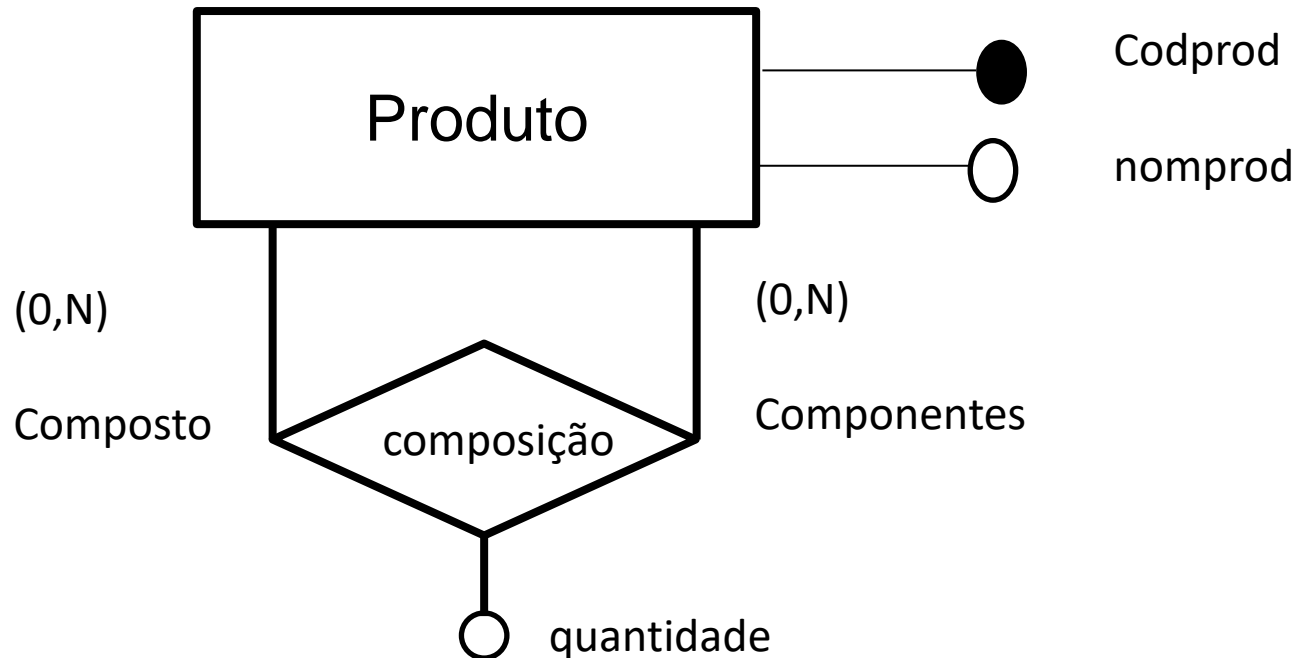 Codprod
Produto
nomprod
(0,N)
(0,N)
Composto
Componentes
composição
quantidade